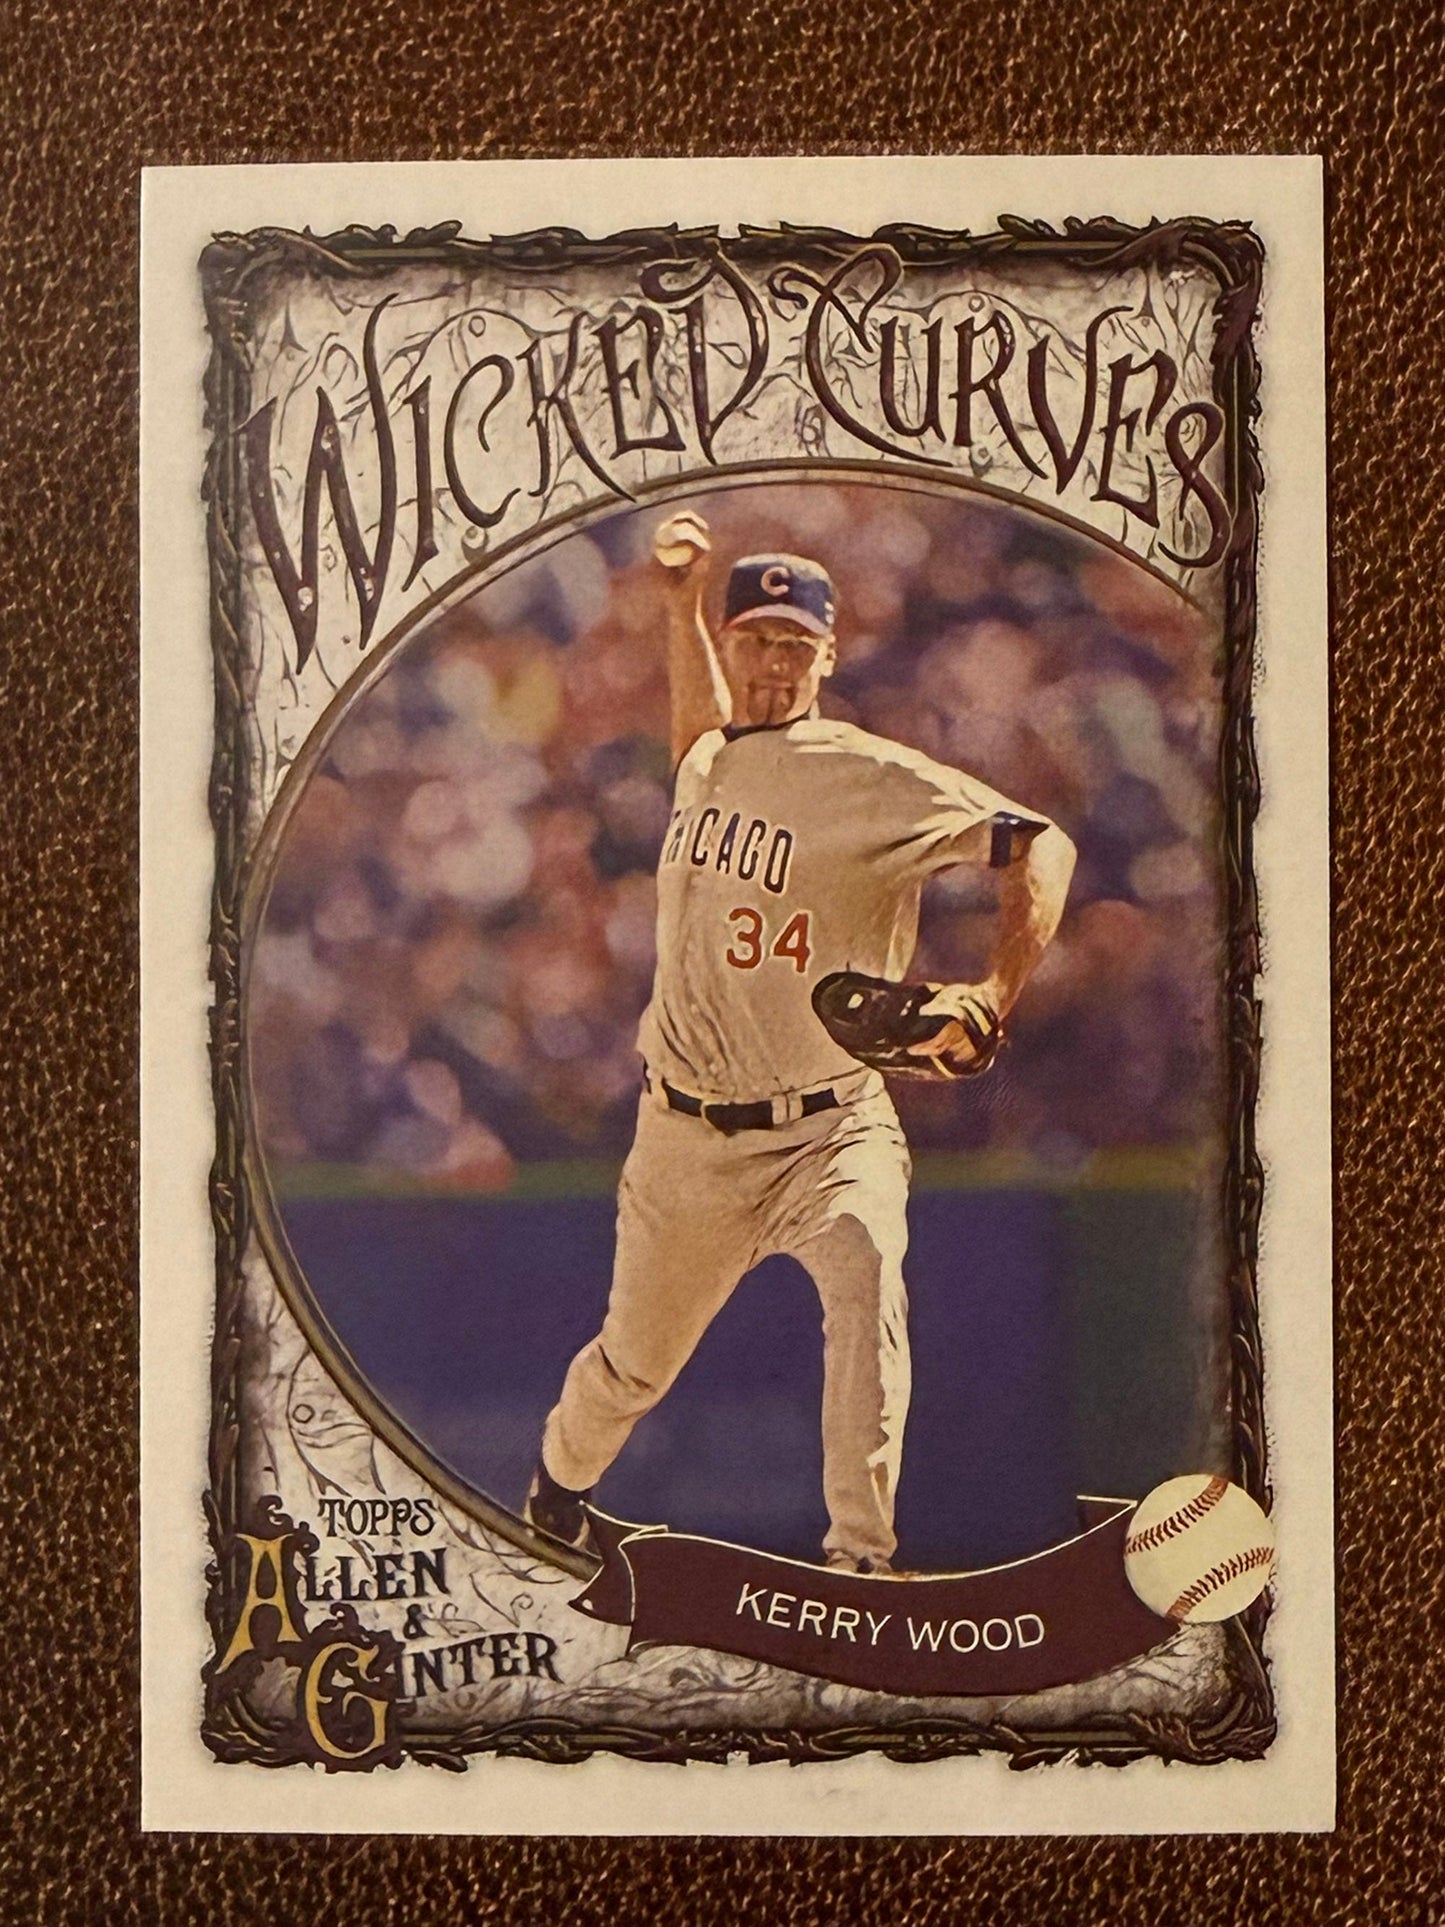 WICKED CURVES
C
CHICAGO
34
TOPPS
ALLEN
&
GINTER
KERRY WOOD